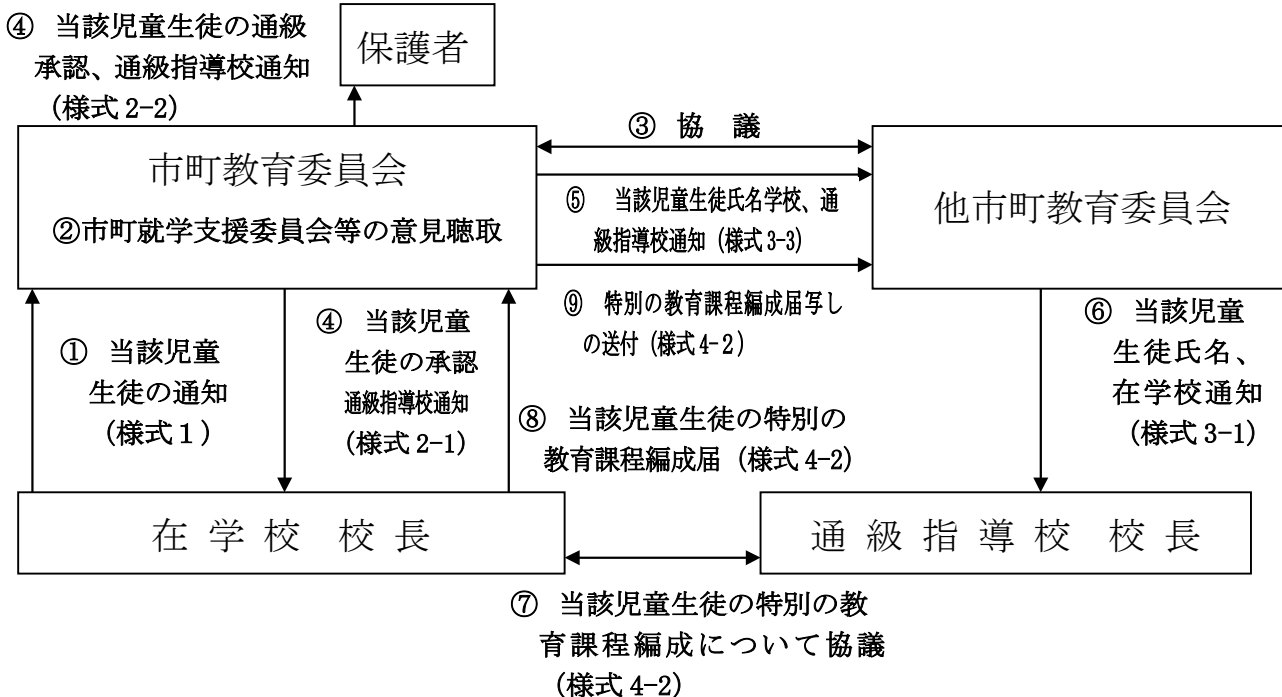 ④ 当該児童生徒の通級
承認、通級指導校通知
(様式 2-2)
保護者
市町教育委員会
②市町就学支援委員会等の意見聴取
③ 協 議
⑤ 当該児童生徒氏名学校、通
級指導校通知 (様式 3-3)
⑨ 特別の教育課程編成届写し
の送付 (様式 4-2)
他市町教育委員会
① 当該児童
生徒の通知
(様式1)
④ 当該児童
生徒の承認
通級指導校通知
(様式 2-1)
⑧ 当該児童生徒の特別の
教育課程編成届 (様式 4-2)
⑥ 当該児童
生徒氏名、
在学校通知
(様式 3-1)
在 学 校 校 長
通 級 指 導 校 校 長
⑦ 当該児童生徒の特別の教
育課程編成について協議
(様式 4-2)